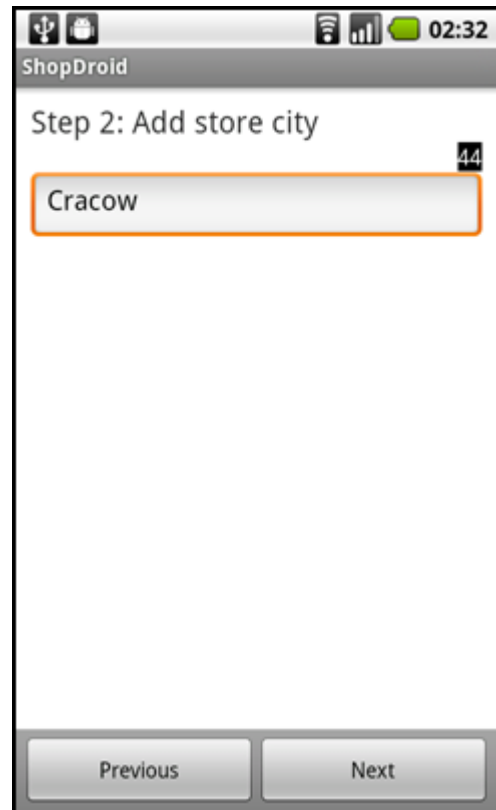 02:32
ShopDroid
Step 2: Add store city
44
Cracow
Previous Next